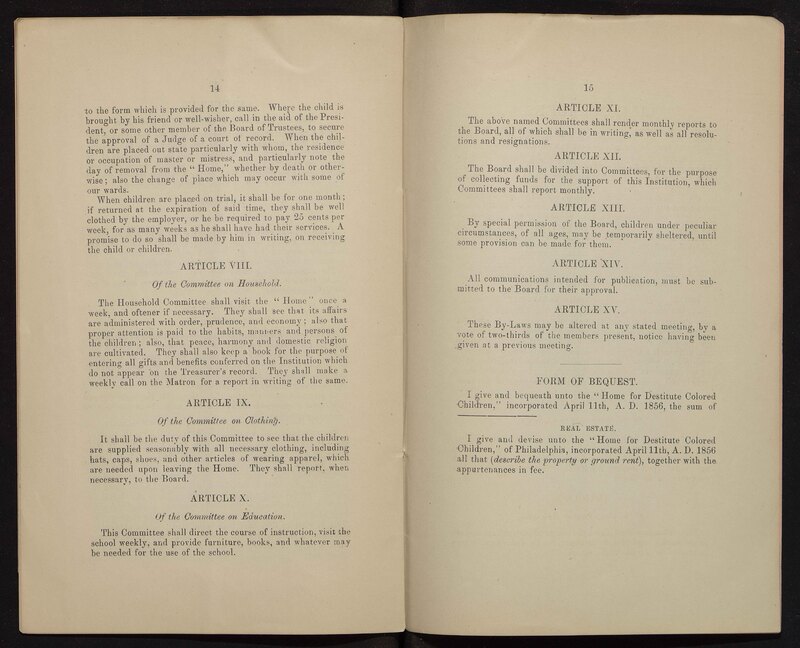 14
to the form which is provided for the same. Where the child is
brought by his friend or well-wisher, call in the aid of the Presi-
dent, or some other member of the Board of Trustees, to secure
the approval of a Judge of a court of record. When the chil-
dren are placed out state particularly with whom, the residence
or occupation of master or mistress, and particularly note the
day of removal from the “ Home,” whether by death or other-
wise ; also the change of place which may occur with some of
our wards.
When children are placed on trial, it shall be for one month ;
if returned at the expiration of said time, they shall be well
clothed by the employer, or he be required to pay 25 cents per
week, for as many weeks as he shall have had their services. A
promise to do so shall be made by him in writing, on receiving
the child or children.
ARTICLE VIII.
Of the Committee on Household.
The Household Committee shall visit the “ Home” once a
week, and oftener if necessary. They shall see that its affairs
are administered with order, prudence, and economy ; also that
proper attention is paid to the habits, manners and persons of
the children ; also, that peace, harmony and domestic religion
are cultivated. They shall also keep a book for the purpose of
entering all gifts and benefits conferred on the Institution which
do not appear on the Treasurer's record. They shall make a
weekly call on the Matron for a report in writing of the same.
ARTICLE IX.
Of the Committee on Clothing.
It shall be the duty of this Committee to see that the children
are supplied seasonably with all necessary clothing, including
hats, caps, shoes, and other articles of wearing apparel, which
are needed upon leaving the Home. They shall report, when
necessary, to the Board.
ARTICLE X.
Of the Committee on Education.
This Committee shall direct the course of instruction, visit the
school weekly, and provide furniture, books, and whatever may
be needed for the use of the school.
15
ARTICLE XI.
The above named Committees shall render monthly reports to
the Board, all of which shall be in writing, as well as all resolu-
tions and resignations.
ARTICLE XII.
The Board shall be divided into Committees, for the purpose
of collecting funds for the support of this Institution, which
Committees shall report monthly.
ARTICLE XIII.
By special permission of the Board, children under peculiar
circumstances, of all ages, may be temporarily sheltered, until
some provision can be made for them.
ARTICLE XIV.
All communications intended for publication, must be sub-
mitted to the Board for their approval.
ARTICLE XV.
These By-Laws may be altered at any stated meeting, by a
vote of two-thirds of the members present, notice having been
given at a previous meeting.
FORM OF BEQUEST.
I give and bequeath unto the “ Home for Destitute Colored
Children,” incorporated April 11th, A. D. 1856, the sum of
REAL ESTATE.
I give and devise unto the “ Home for Destitute Colored
Children,” of Philadelphia, incorporated April 11th, A. D. 1856
all that (describe the property or ground rent), together with the
appurtenances in fee.